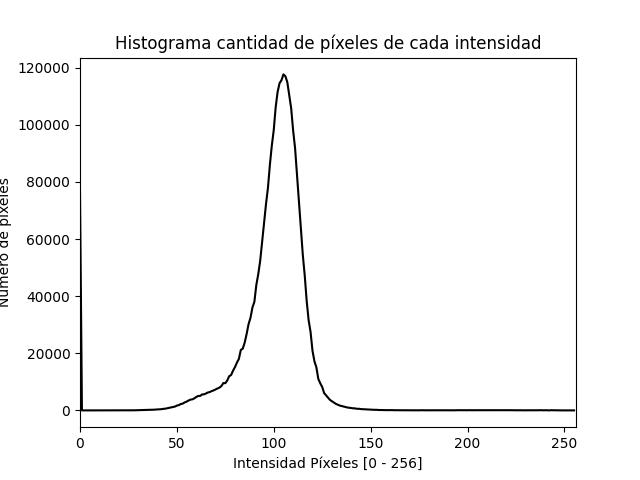 Histograma cantidad de píxeles de cada intensidad
120000
100000
80000
60000
40000
20000
0
Número de píxeles
0 50 100 150 200 250
Intensidad Píxeles [0 - 256]